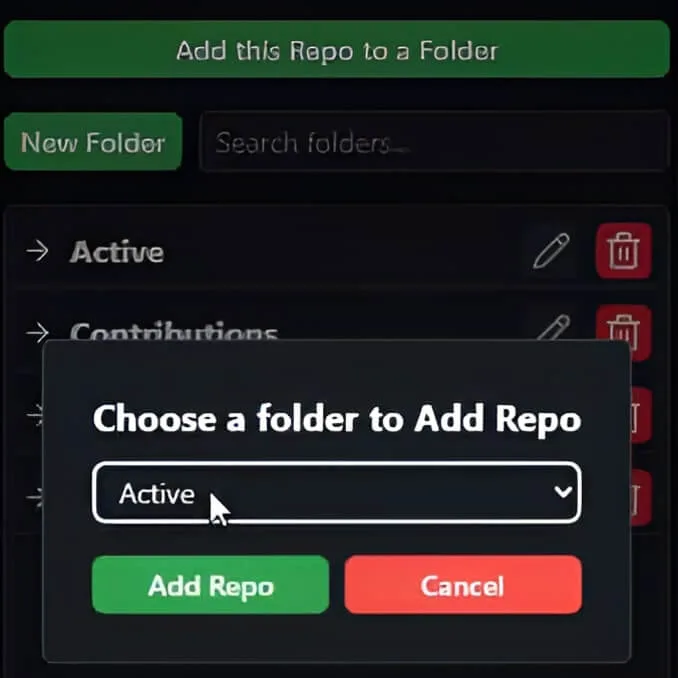 Add this Repo to a Folder
New Folder
Search folders...
Active
Contributions
Choose a folder to Add Repo
Active
Add Repo
Cancel